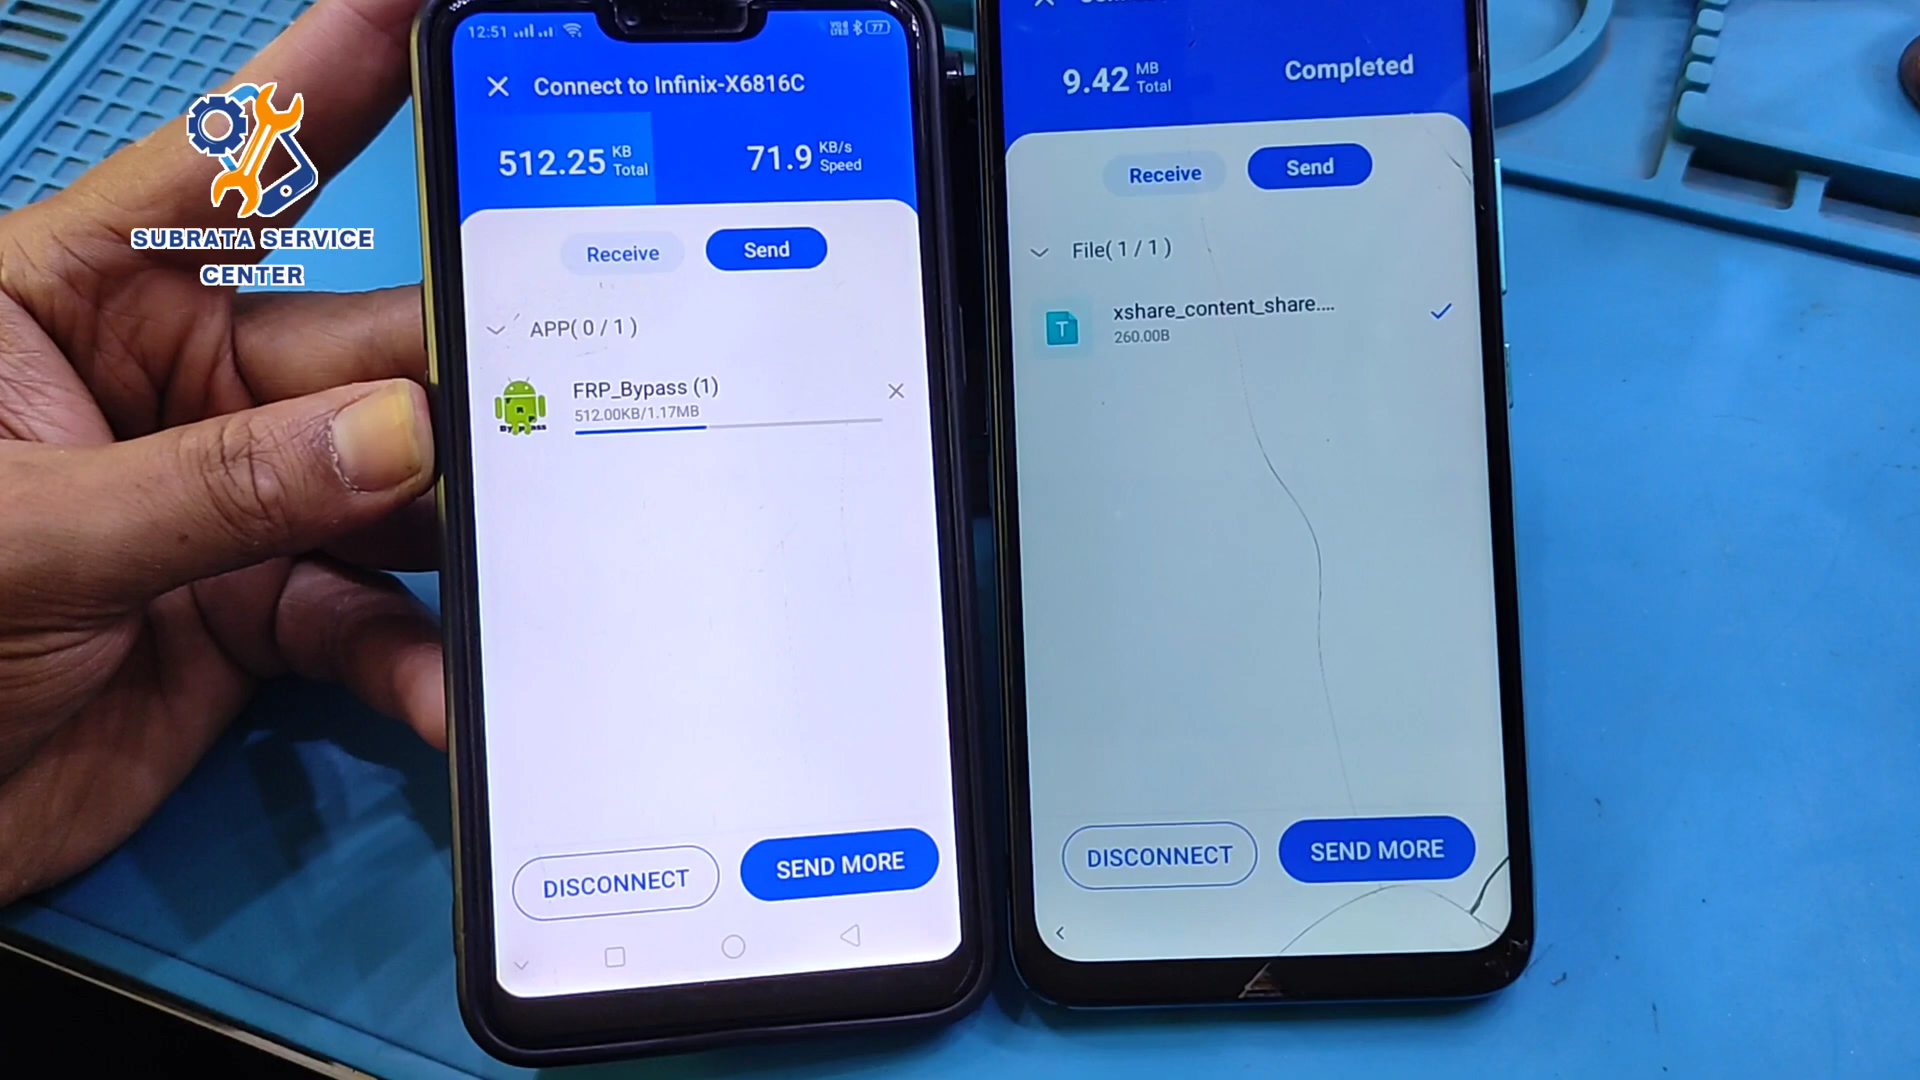 SUBRATA SERVICE
CENTER
12:51
77
Connect to Infinix-X6816C
512.25 KB Total
71.9 KB/s Speed
Receive
Send
APP( 0 / 1 )
FRP_Bypass (1)
512.00KB/1.17MB
DISCONNECT
SEND MORE
9.42 MB Total
Completed
Receive
Send
File( 1 / 1 )
T
xshare_content_share....
260.00B
DISCONNECT
SEND MORE